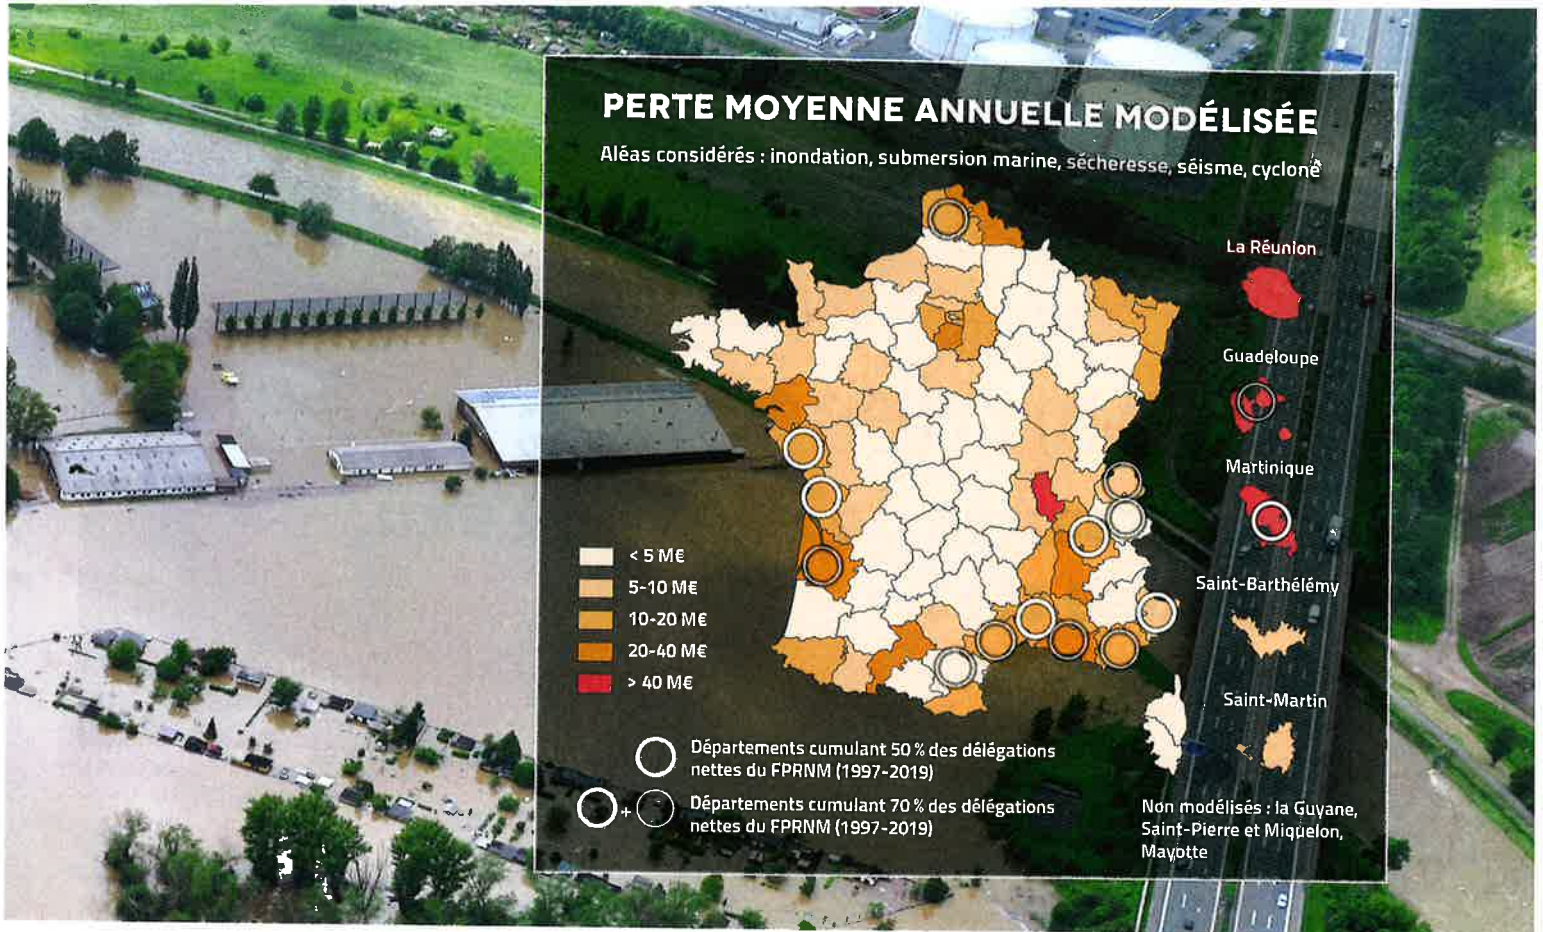 PERTE MOYENNE ANNUELLE MODÉLISÉE
Aléas considérés : inondation, submersion marine, sécheresse, séisme, cyclone
La Réunion
Guadeloupe
Martinique
Saint-Barthélémy
Saint-Martin
< 5 M€
5-10 M€
10-20 M€
20-40 M€
> 40 M€
Départements cumulant 50 % des délégations
nettes du FPRNM (1997-2019)
+
Départements cumulant 70 % des délégations
nettes du FPRNM (1997-2019)
Non modélisés : la Guyane,
Saint-Pierre et Miquelon,
Mayotte